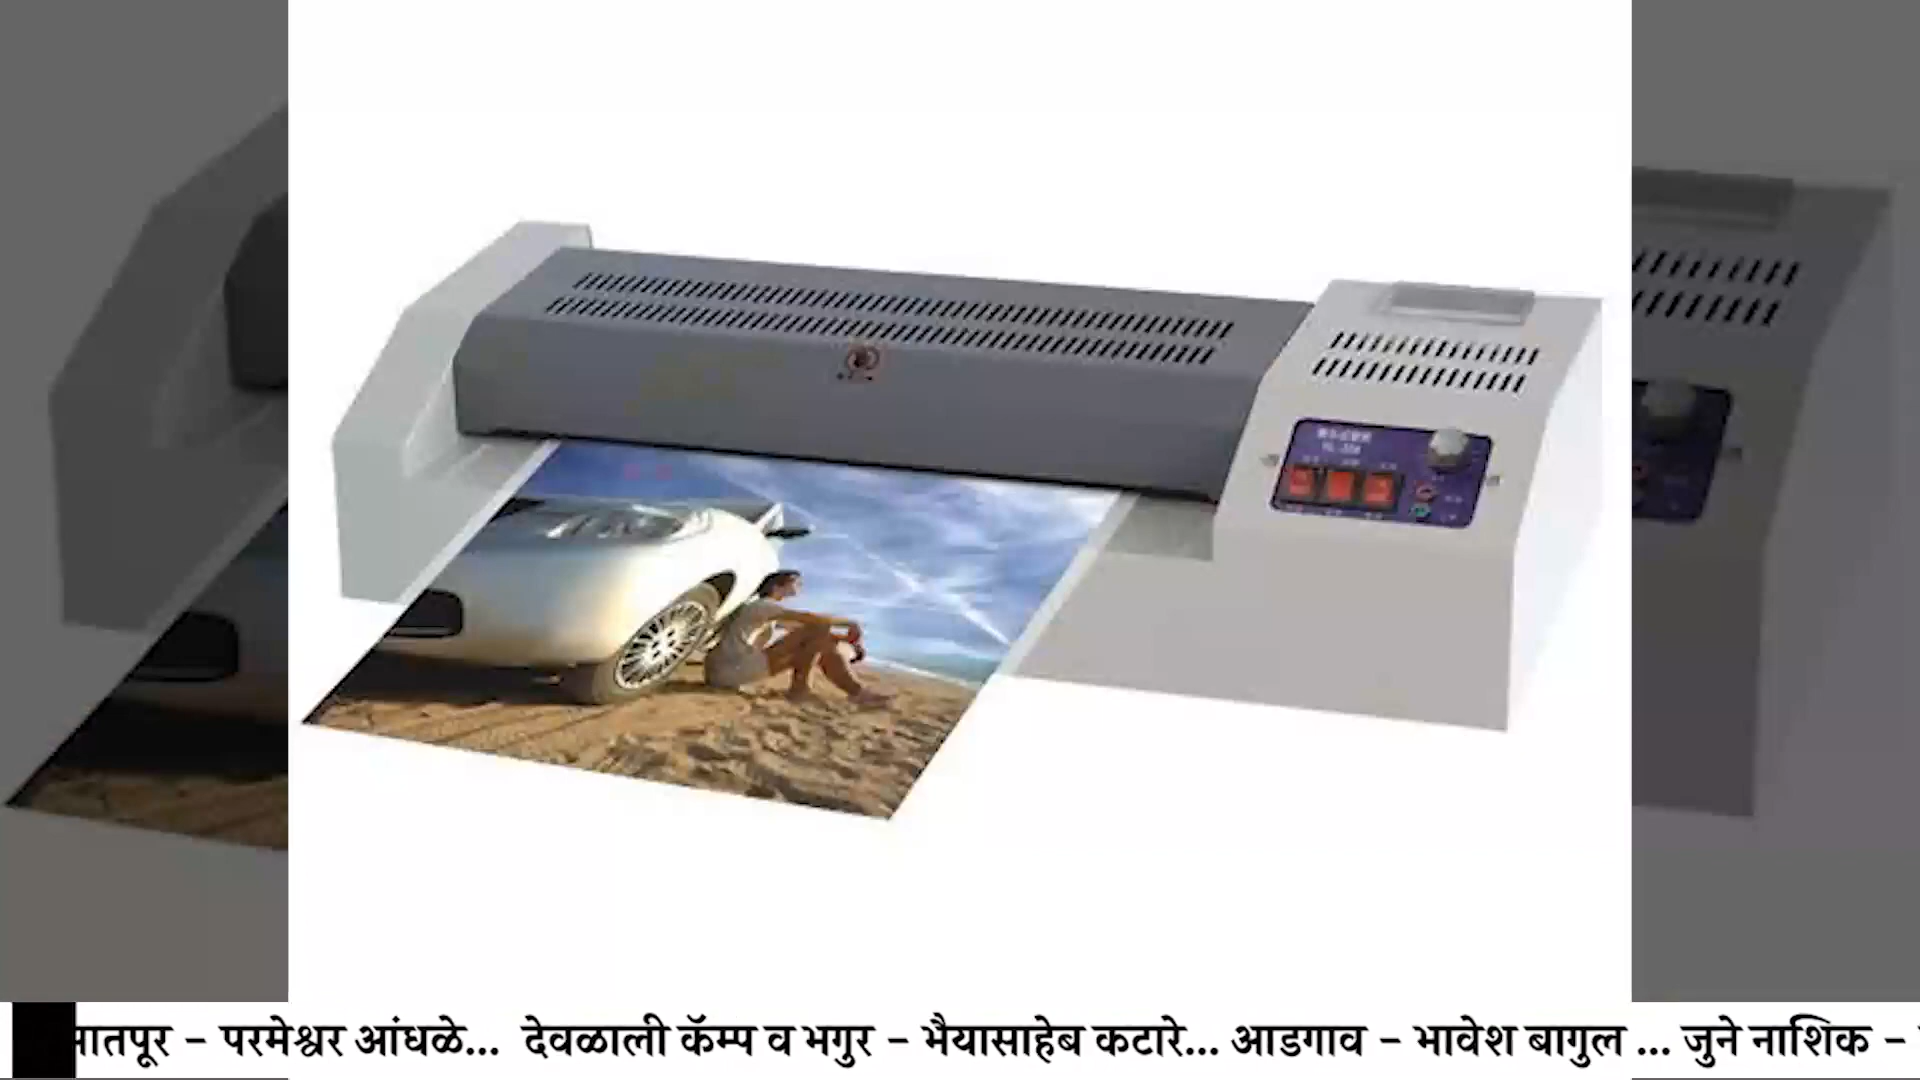 मातपूर – परमेश्वर आंधळे... देवळाली कॅम्प व भगुर – भैयासाहेब कटारे... आडगाव – भावेश बागुल ... जुने नाशिक –